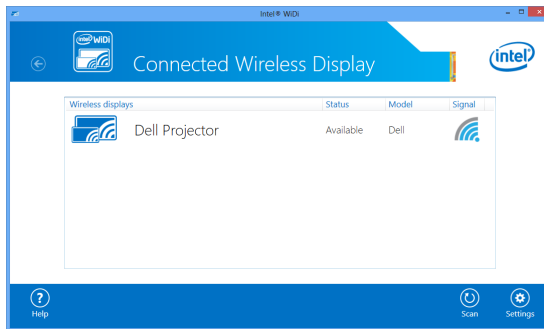 Intel® WiDi
intel WiDi
Connected Wireless Display
intel
Wireless displays Status Model Signal
Dell Projector Available Dell
? Help
Scan Settings